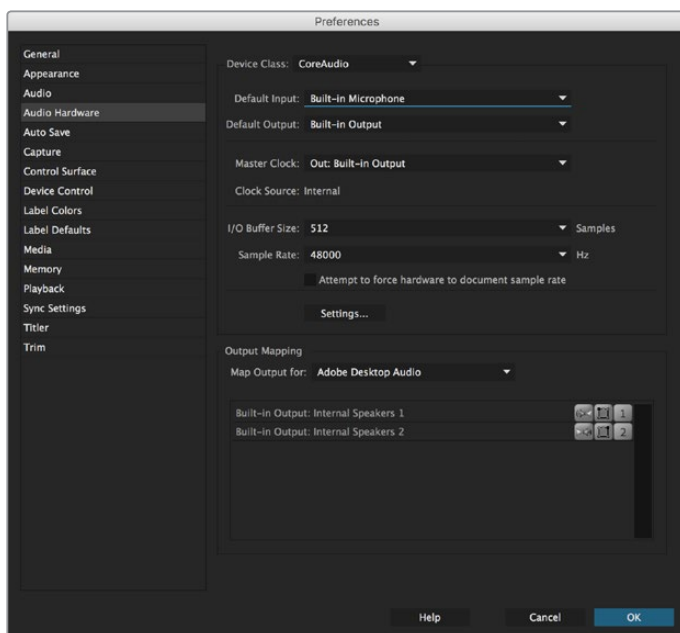 Preferences
General
Appearance
Audio
Audio Hardware
Auto Save
Capture
Control Surface
Device Control
Label Colors
Label Defaults
Media
Memory
Playback
Sync Settings
Titler
Trim
Device Class: CoreAudio
Default Input: Built-in Microphone
Default Output: Built-in Output
Master Clock: Out: Built-in Output
Clock Source: Internal
I/O Buffer Size: 512 Samples
Sample Rate: 48000 Hz
Attempt to force hardware to document sample rate
Settings...
Output Mapping
Map Output for: Adobe Desktop Audio
Built-in Output: Internal Speakers 1 1
Built-in Output: Internal Speakers 2 2
Help Cancel OK